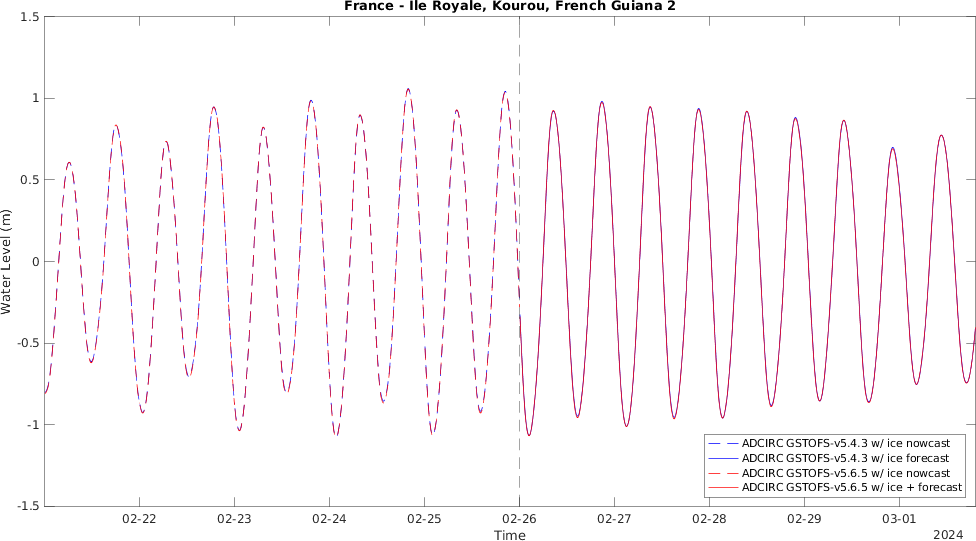 France - Ile Royale, Kourou, French Guiana 2
1.5
1
0.5
0
-0.5
-1
-1.5
Water Level (m)
02-22 02-23 02-24 02-25 02-26 02-27 02-28 02-29 03-01
Time
2024
ADCIRC GSTOFS-v5.4.3 w/ ice nowcast
ADCIRC GSTOFS-v5.4.3 w/ ice forecast
ADCIRC GSTOFS-v5.6.5 w/ ice nowcast
ADCIRC GSTOFS-v5.6.5 w/ ice + forecast